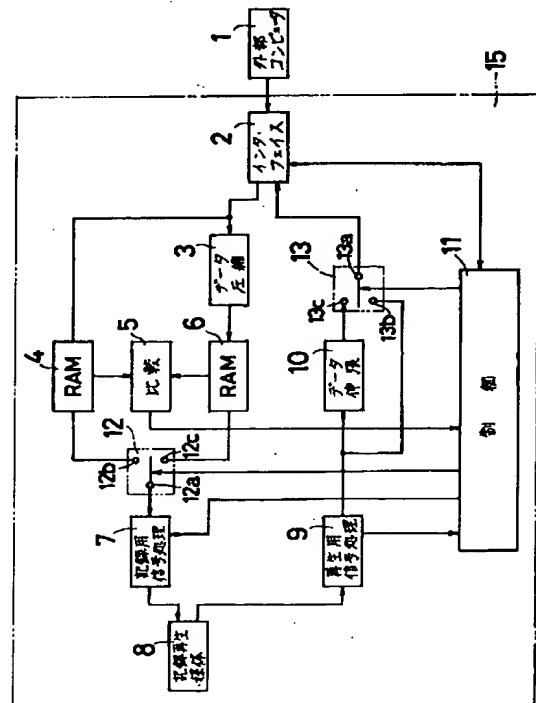 1
外部
コンピュータ
15
2
インタ・
フェイス
3
データ
圧縮
4
RAM
5
比較
6
RAM
12
12b
12c
12a
7
記録用
信号処理
8
記録再生
媒体
9
再生用
信号処理
10
データ
伸張
13
13a
13c
13b
11
制御